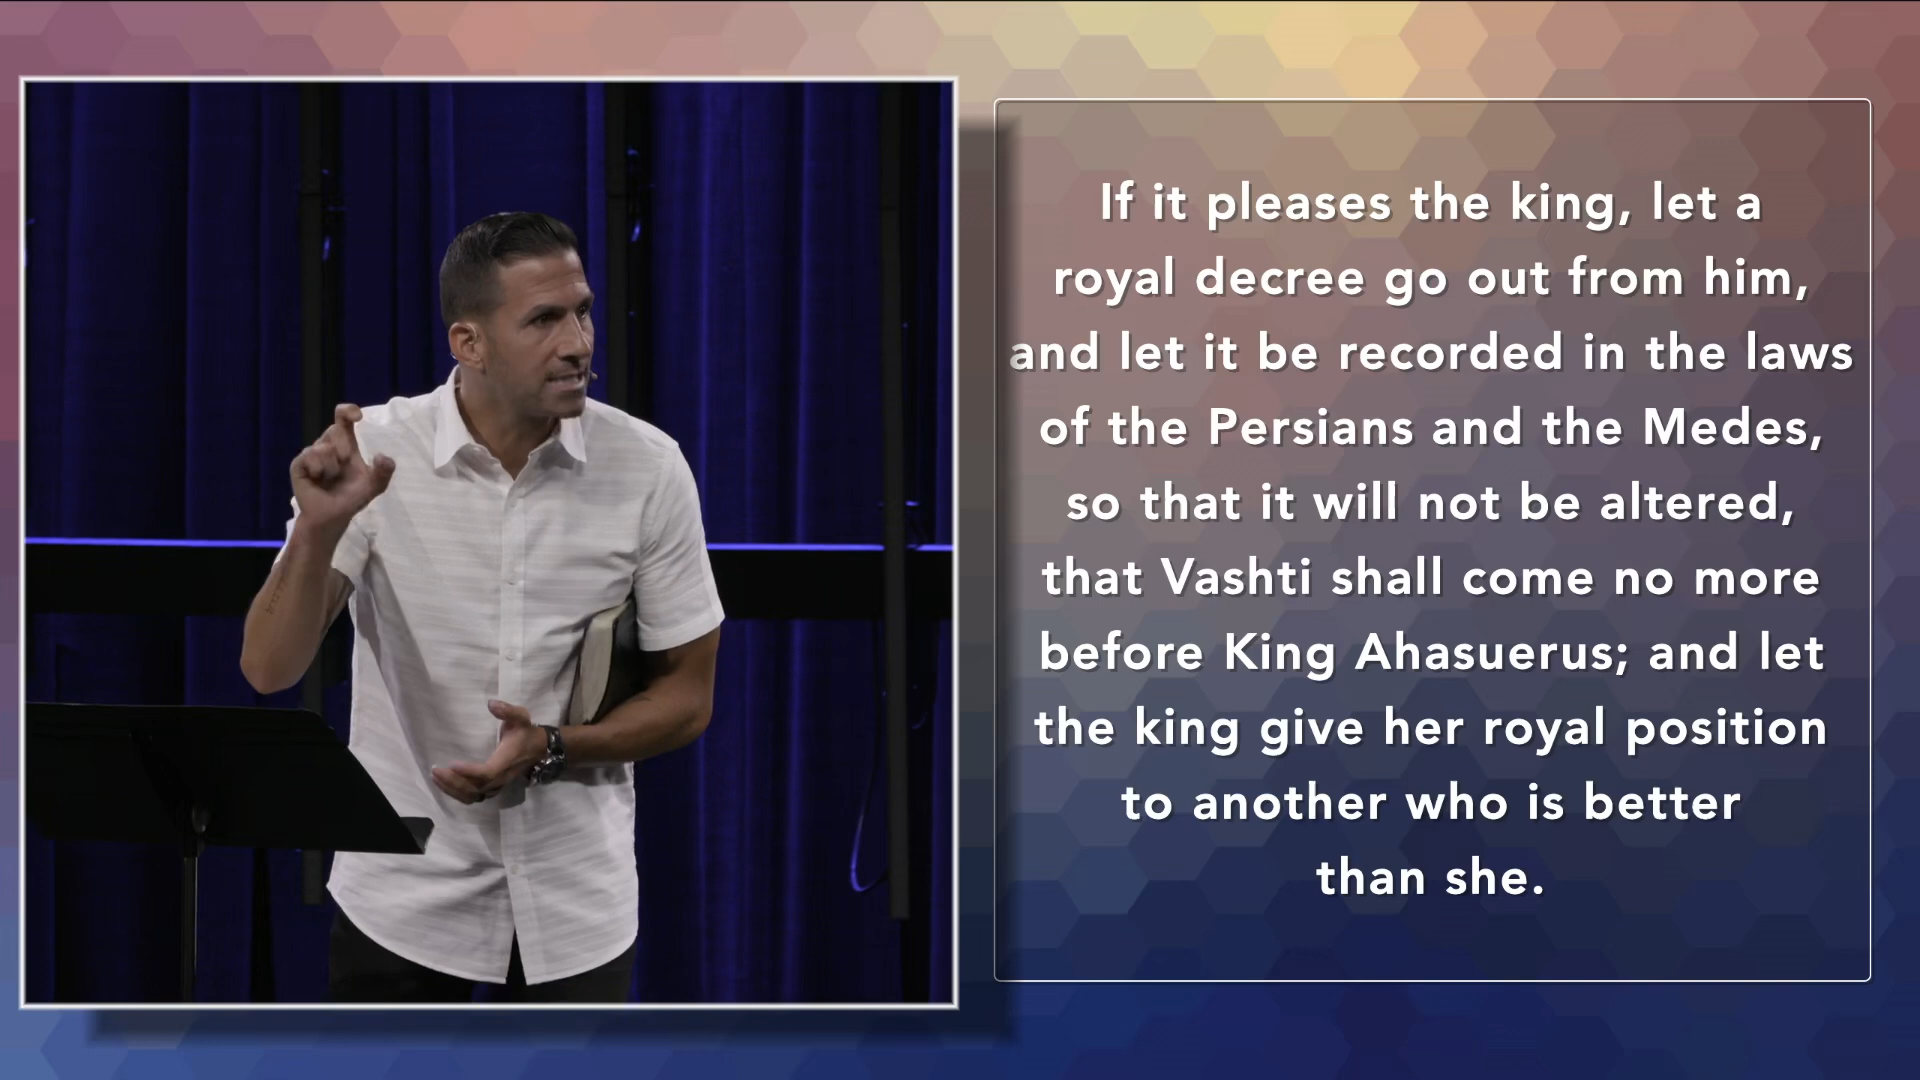 If it pleases the king, let a
royal decree go out from him,
and let it be recorded in the laws
of the Persians and the Medes,
so that it will not be altered,
that Vashti shall come no more
before King Ahasuerus; and let
the king give her royal position
to another who is better
than she.